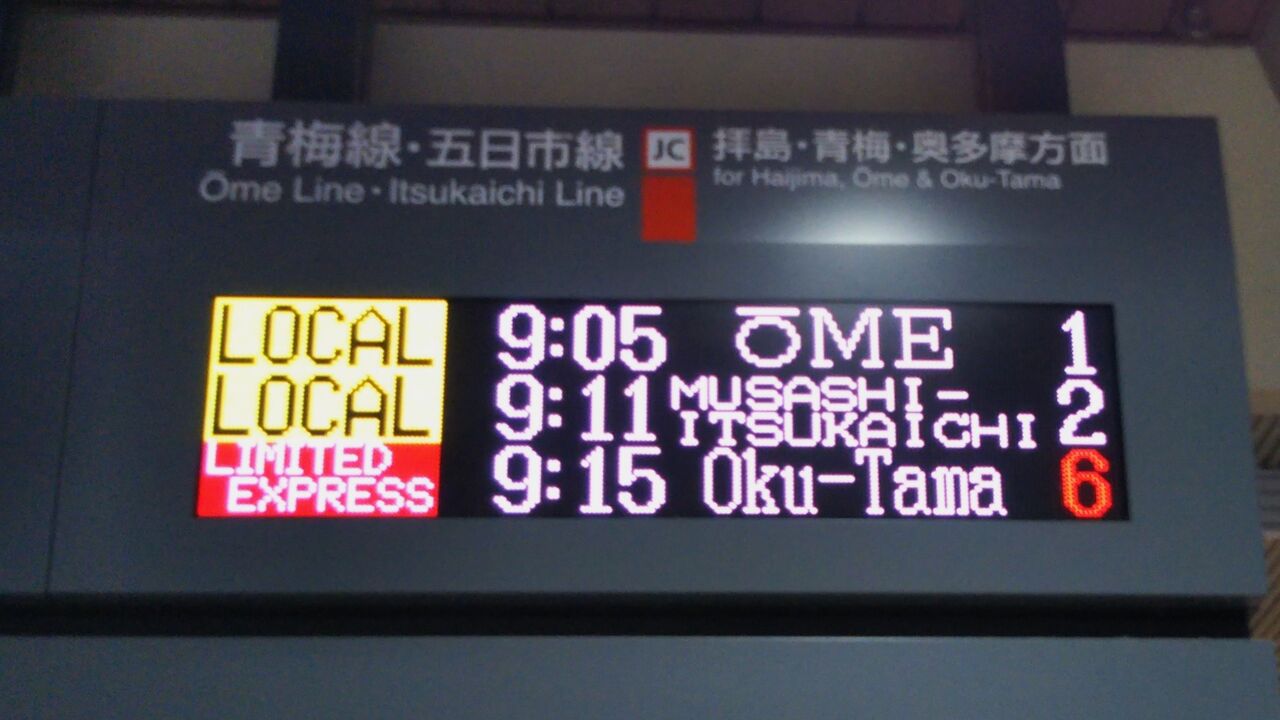 青梅線・五日市線 JC 拝島・青梅・奥多摩方面
Ōme Line・Itsukaichi Line for Haijima, Ōme & Oku-Tama
LOCAL 9:05 ŌME 1
LOCAL 9:11 MUSASHI-
ITSUKAICHI 2
LIMITED
EXPRESS 9:15 Oku-Tama 6